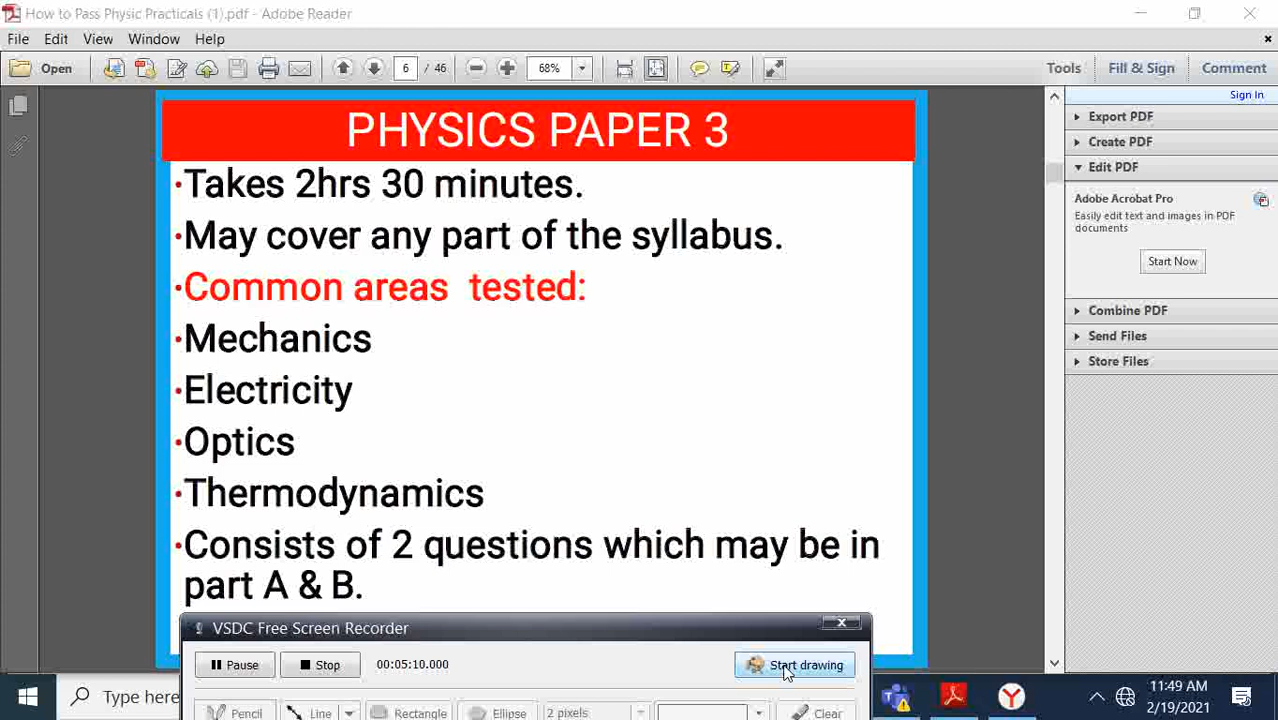 How to Pass Physic Practicals (1).pdf - Adobe Reader
File Edit View Window Help
Open 6 / 46 68% Tools Fill & Sign Comment
Sign In
Export PDF
Create PDF
Edit PDF
Adobe Acrobat Pro
Easily edit text and images in PDF
documents
Start Now
Combine PDF
Send Files
Store Files
PHYSICS PAPER 3
•Takes 2hrs 30 minutes.
•May cover any part of the syllabus.
•Common areas tested:
•Mechanics
•Electricity
•Optics
•Thermodynamics
•Consists of 2 questions which may be in
part A & B.
VSDC Free Screen Recorder
Pause Stop 00:05:10.000 Start drawing
Pencil Line Rectangle Ellipse 2 pixels Clear
Type here
11:49 AM
2/19/2021